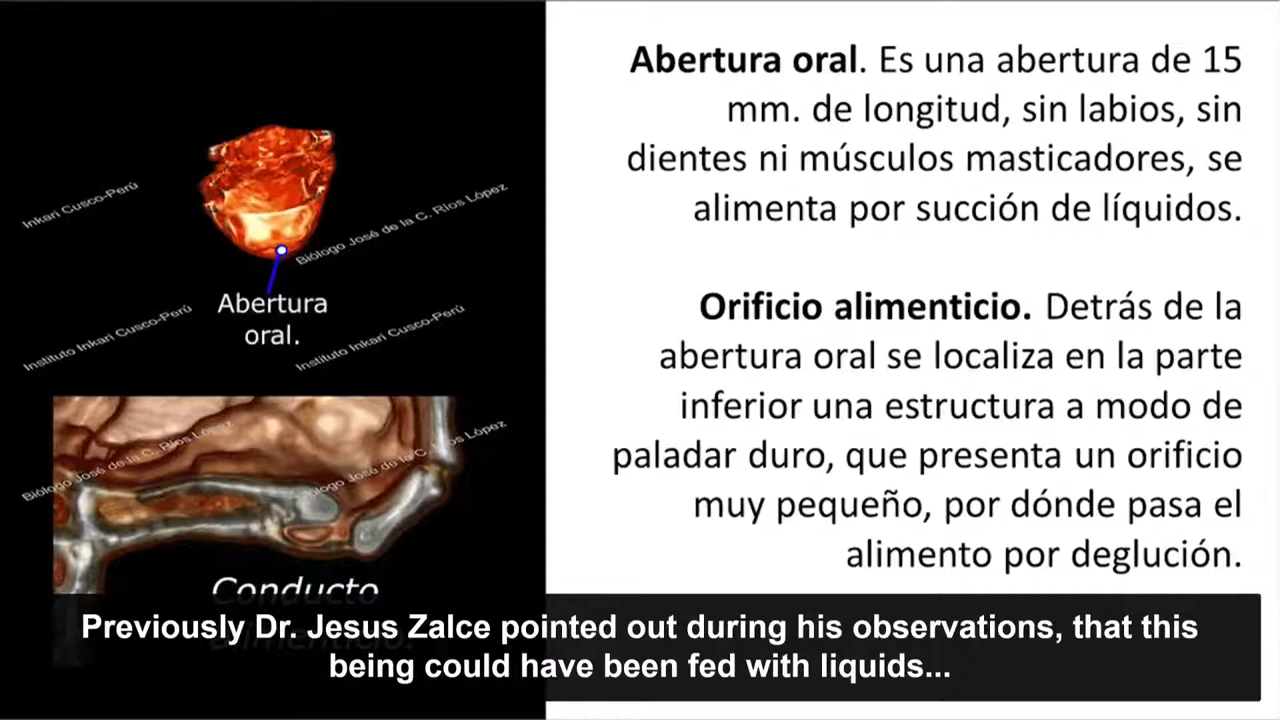 Abertura oral. Es una abertura de 15
mm. de longitud, sin labios, sin
dientes ni músculos masticadores, se
alimenta por succión de líquidos.
Orificio alimenticio. Detrás de la
abertura oral se localiza en la parte
inferior una estructura a modo de
paladar duro, que presenta un orificio
muy pequeño, por dónde pasa el
alimento por deglución.
Inkari Cusco-Perú
Biólogo José de la C. Ríos López
Abertura
oral.
Instituto Inkari Cusco-Perú
Instituto Inkari Cusco-Perú
Biólogo José de la C. Ríos López
Biólogo José de la C. Ríos López
Conducto
alimenticio.
Previously Dr. Jesus Zalce pointed out during his observations, that this
being could have been fed with liquids...